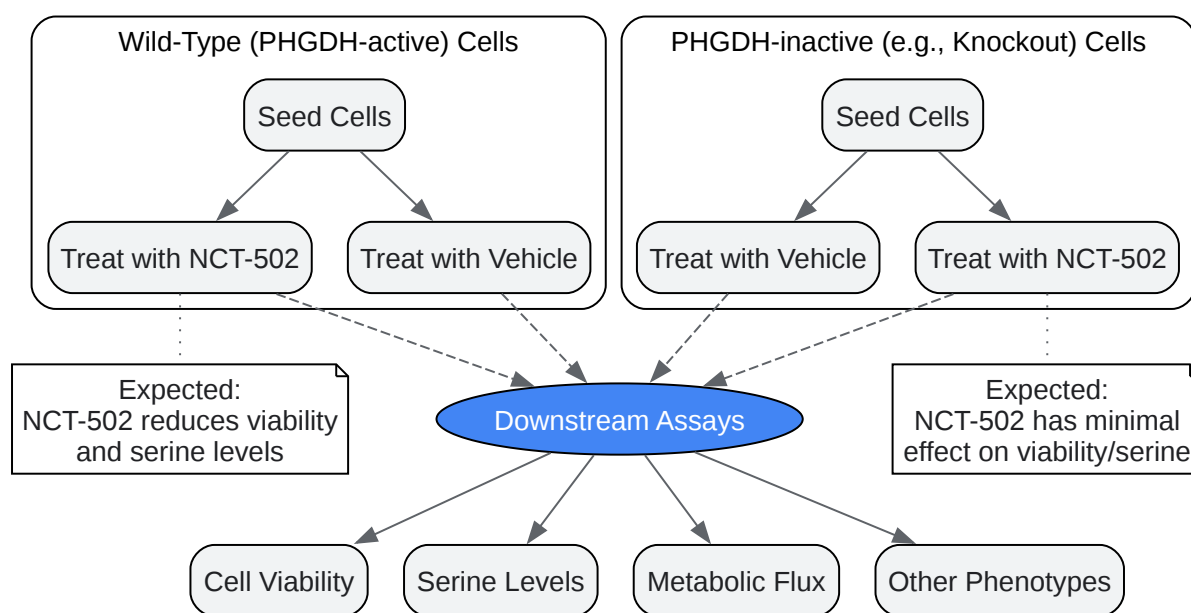 Wild-Type (PHGDH-active) Cells
PHGDH-inactive (e.g., Knockout) Cells
Seed Cells
Seed Cells
Treat with NCT-502
Treat with Vehicle
Treat with Vehicle
Treat with NCT-502
Expected:
NCT-502 reduces viability
and serine levels
Expected:
NCT-502 has minimal
effect on viability/serine
Downstream Assays
Cell Viability
Serine Levels
Metabolic Flux
Other Phenotypes